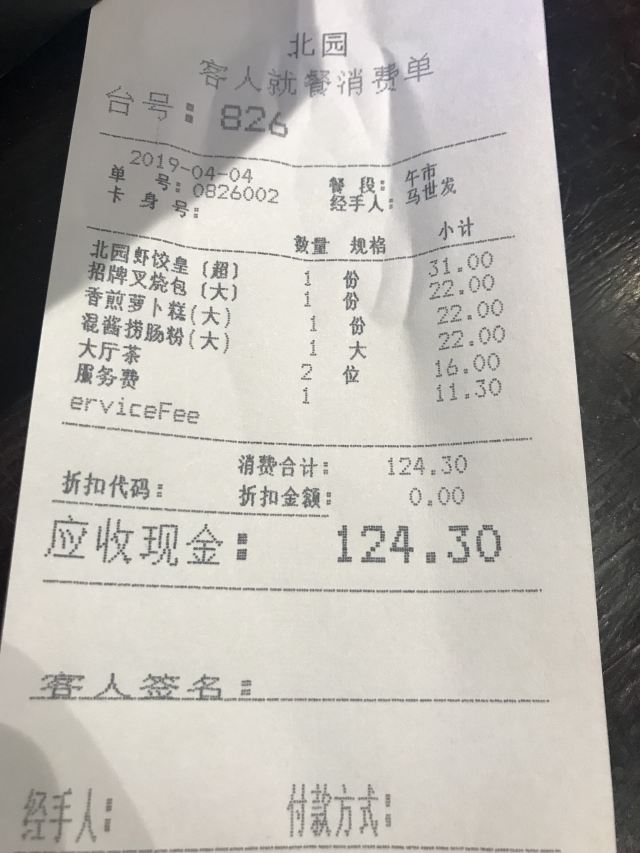 北园
客人就餐消费单
台号: 826
2019-04-04 餐 段: 午市
单 号: 0826002 经手人: 马世发
卡 身 号:
数量 规格 小计
北园虾饺皇〔超〕 1 份 31.00
招牌叉烧包〔大〕 1 份 22.00
香煎萝卜糕(大) 1 份 22.00
混酱捞肠粉(大) 1 大 22.00
大厅茶 2 位 16.00
服务费 1 11.30
erviceFee
消费合计: 124.30
折扣代码: 折扣金额: 0.00
应收现金: 124.30
客人签名:
经手人: 付款方式: